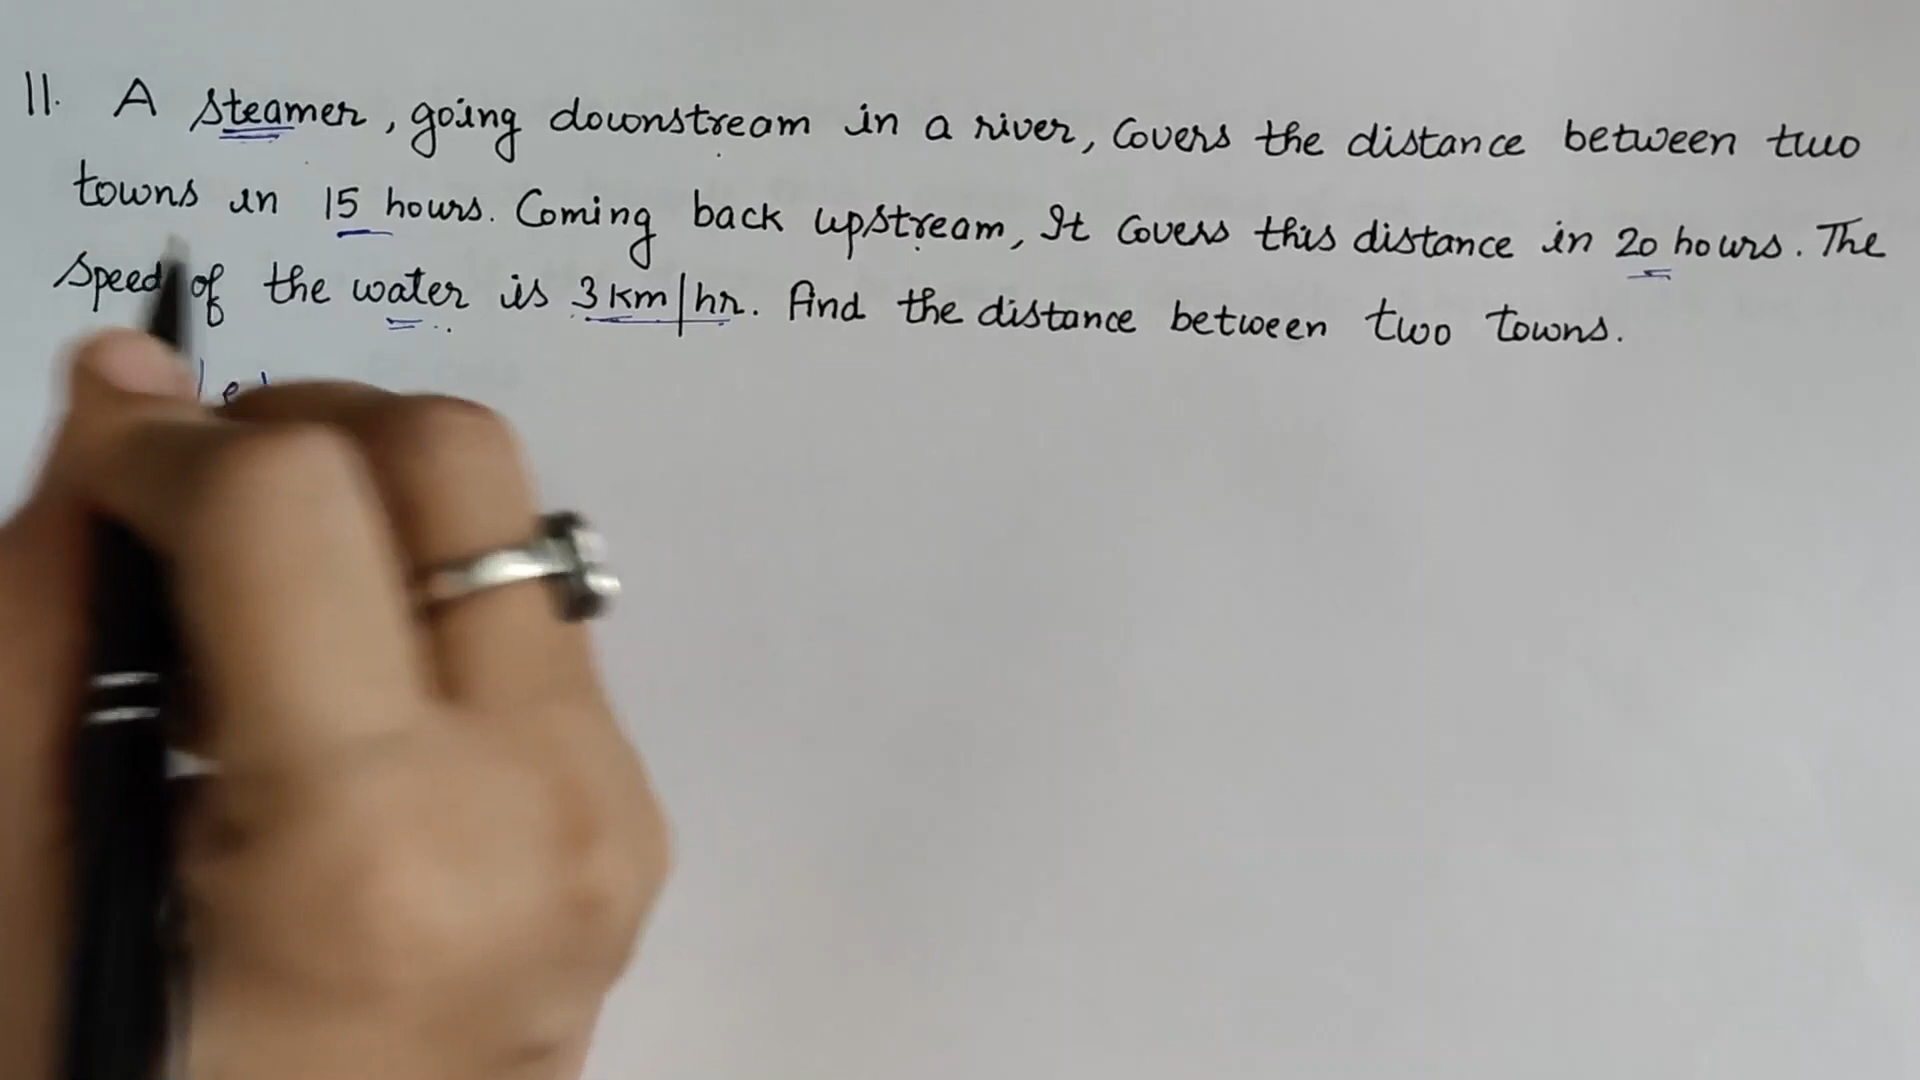 11. A steamer, going downstream in a river, Covers the distance between two
towns in 15 hours. Coming back upstream, It Covers this distance in 20 hours. The
speed of the water is 3 Km/hr. find the distance between two towns.
Let